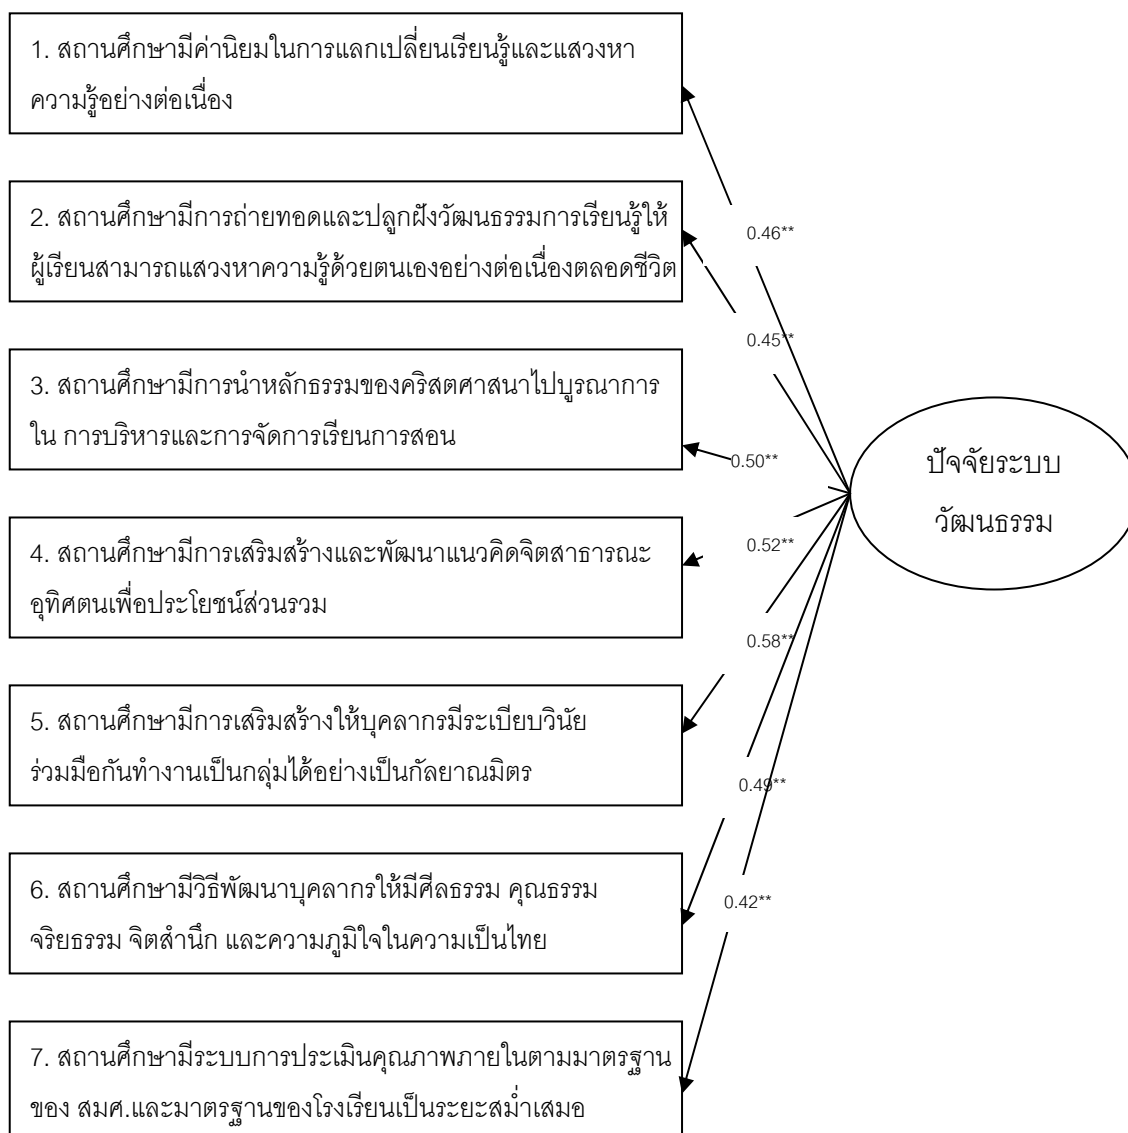 1. สถานศึกษามีค่านิยมในการแลกเปลี่ยนเรียนรู้และแสวงหา
ความรู้อย่างต่อเนื่อง
2. สถานศึกษามีการถ่ายทอดและปลูกฝังวัฒนธรรมการเรียนรู้ให้
ผู้เรียนสามารถแสวงหาความรู้ด้วยตนเองอย่างต่อเนื่องตลอดชีวิต
3. สถานศึกษามีการนำหลักธรรมของคริสตศาสนาไปบูรณาการ
ใน การบริหารและการจัดการเรียนการสอน
4. สถานศึกษามีการเสริมสร้างและพัฒนาแนวคิดจิตสาธารณะ
อุทิศตนเพื่อประโยชน์ส่วนรวม
5. สถานศึกษามีการเสริมสร้างให้บุคลากรมีระเบียบวินัย
ร่วมมือกันทำงานเป็นกลุ่มได้อย่างเป็นกัลยาณมิตร
6. สถานศึกษามีวิธีพัฒนาบุคลากรให้มีศีลธรรม คุณธรรม
จริยธรรม จิตสำนึก และความภูมิใจในความเป็นไทย
7. สถานศึกษามีระบบการประเมินคุณภาพภายในตามมาตรฐาน
ของ สมศ.และมาตรฐานของโรงเรียนเป็นระยะสม่ำเสมอ
0.46**
0.45**
0.50**
0.52**
0.58**
0.49**
0.42**
ปัจจัยระบบ
วัฒนธรรม